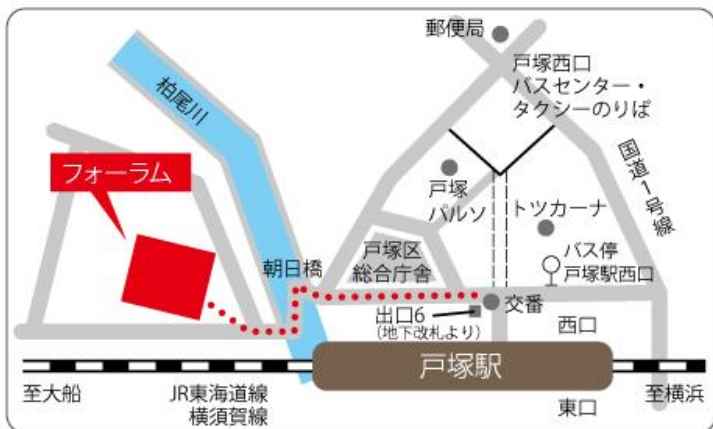 郵便局
戸塚西口
バスセンター・
タクシーのりば
柏尾川
国道1号線
フォーラム
戸塚
パルソ
トツカーナ
戸塚区
総合庁舎
バス停
戸塚駅西口
朝日橋
交番
出口6
(地下改札より)
西口
戸塚駅
至大船
JR東海道線
横須賀線
至横浜
東口